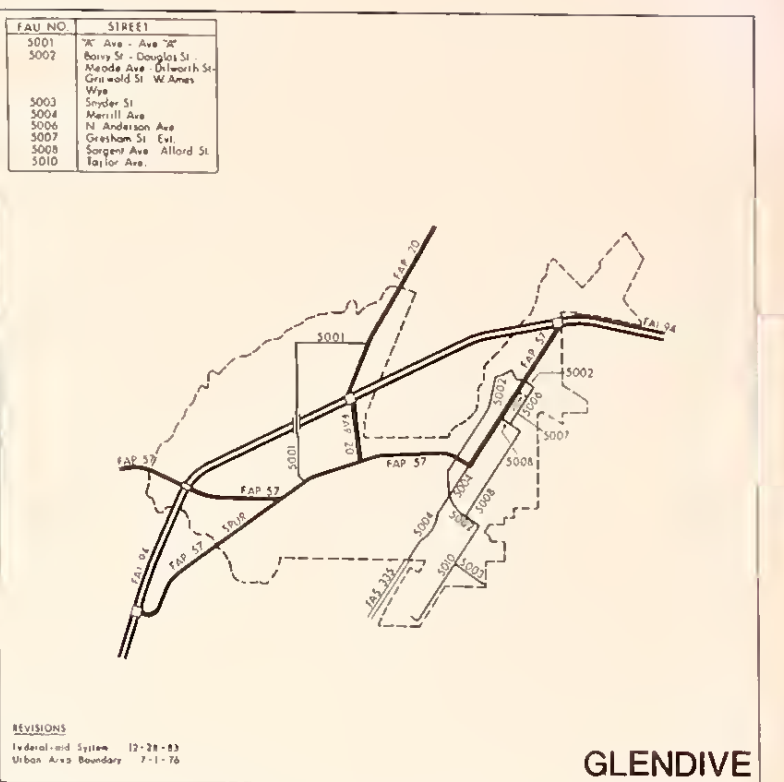 FAU NO. STREET
5001 "A" Ave - Ave "A"
5002 Barry St - Douglas St -
Meade Ave - Dilworth St -
Griswold St W. Ames
Wye
5003 Snyder St
5004 Merrill Ave
5006 N Anderson Ave
5007 Gresham St Ext.
5008 Sargent Ave Allard St.
5010 Taylor Ave.
FAP 20
FAI 94
5001
FAP 57
5002
5002
5006
5007
FAP 20
5001
FAP 57
5008
FAP 57
5004
FAP 57
5008
SPUR
5004
5002
FAP 57
FAI 94
5010
5003
FAS 335
REVISIONS
Federal-aid System 12-28-83
Urban Area Boundary 7-1-76
GLENDIVE